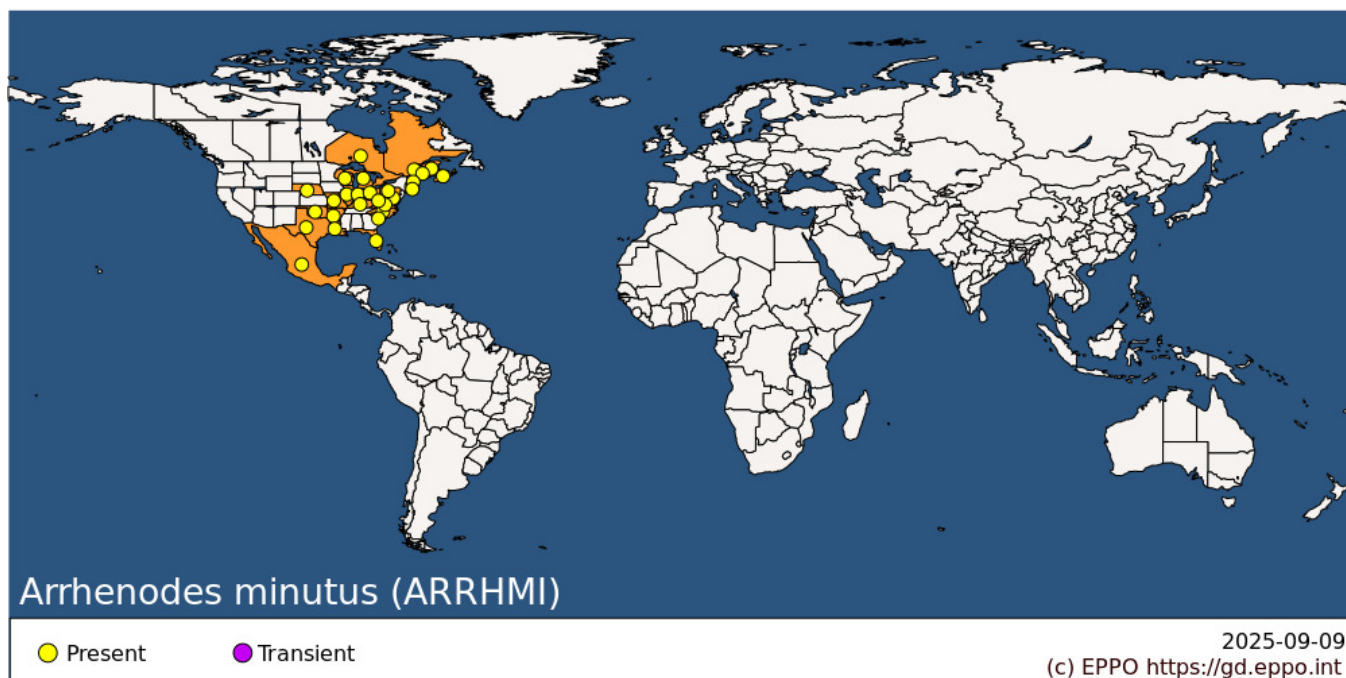 Arrhenodes minutus (ARRHMI)
Present
Transient
2025-09-09
(c) EPPO https://gd.eppo.int